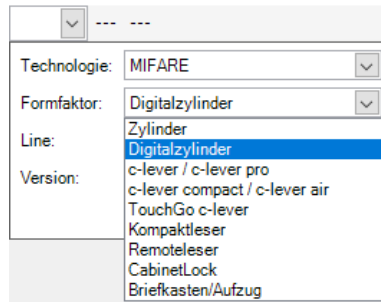 --- ---
Technologie: MIFARE
Formfaktor: Digitalzylinder
Line:
Version:
Zylinder
Digitalzylinder
c-lever / c-lever pro
c-lever compact / c-lever air
TouchGo c-lever
Kompaktleser
Remoteleser
CabinetLock
Briefkasten/Aufzug